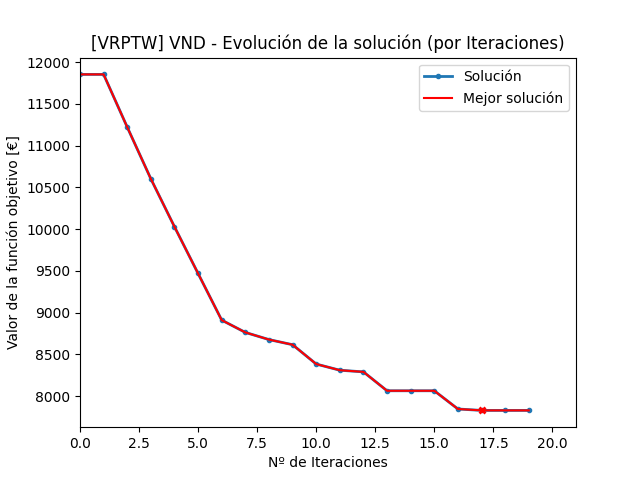 [VRPTW] VND - Evolución de la solución (por Iteraciones)
Solución
Mejor solución
Valor de la función objetivo [€]
12000
11500
11000
10500
10000
9500
9000
8500
8000
0.0 2.5 5.0 7.5 10.0 12.5 15.0 17.5 20.0
Nº de Iteraciones